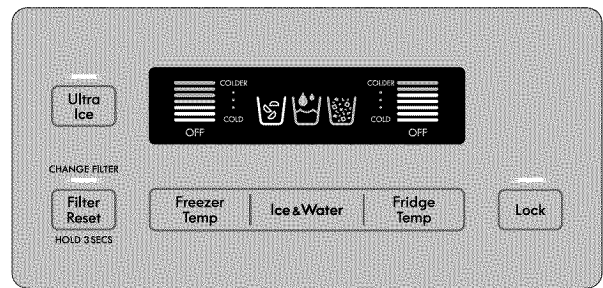 COLDER
COLDER
Ultra
Ice
COLD
COLD
OFF
OFF
CHANGE FILTER
Filter
Reset
Freezer
Temp
Ice & Water
Fridge
Temp
Lock
HOLD 3 SECS